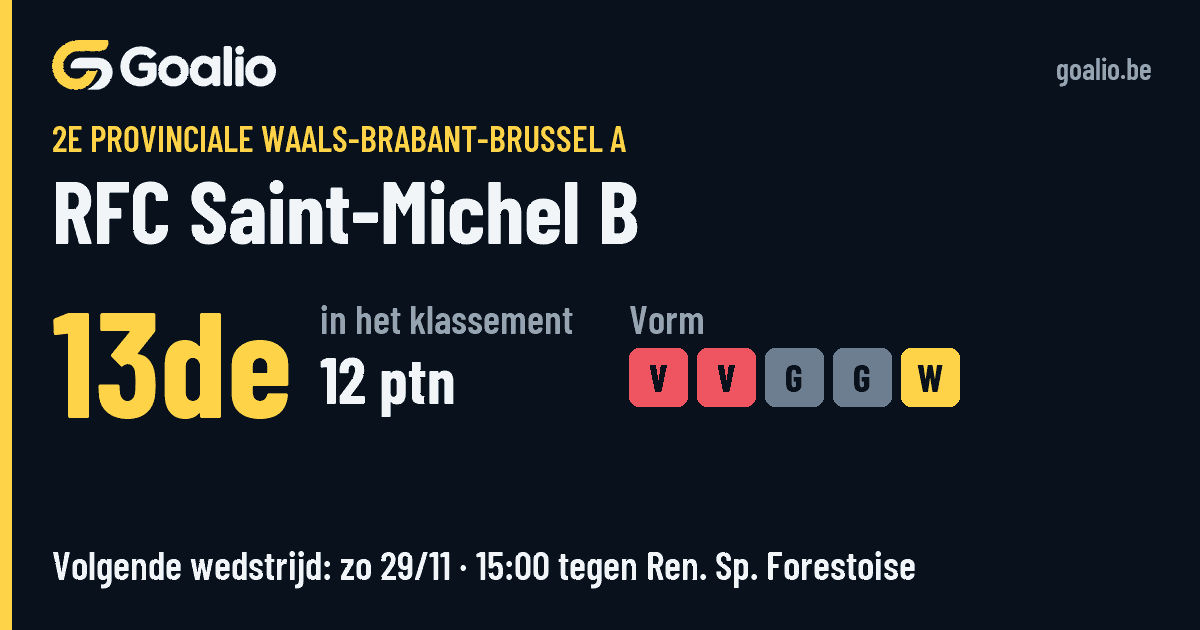 Goalio
goalio.be
2E PROVINCIALE WAALS-BRABANT-BRUSSEL A
RFC Saint-Michel B
13de
in het klassement
12 ptn
Vorm
V V G G W
Volgende wedstrijd: zo 29/11 · 15:00 tegen Ren. Sp. Forestoise